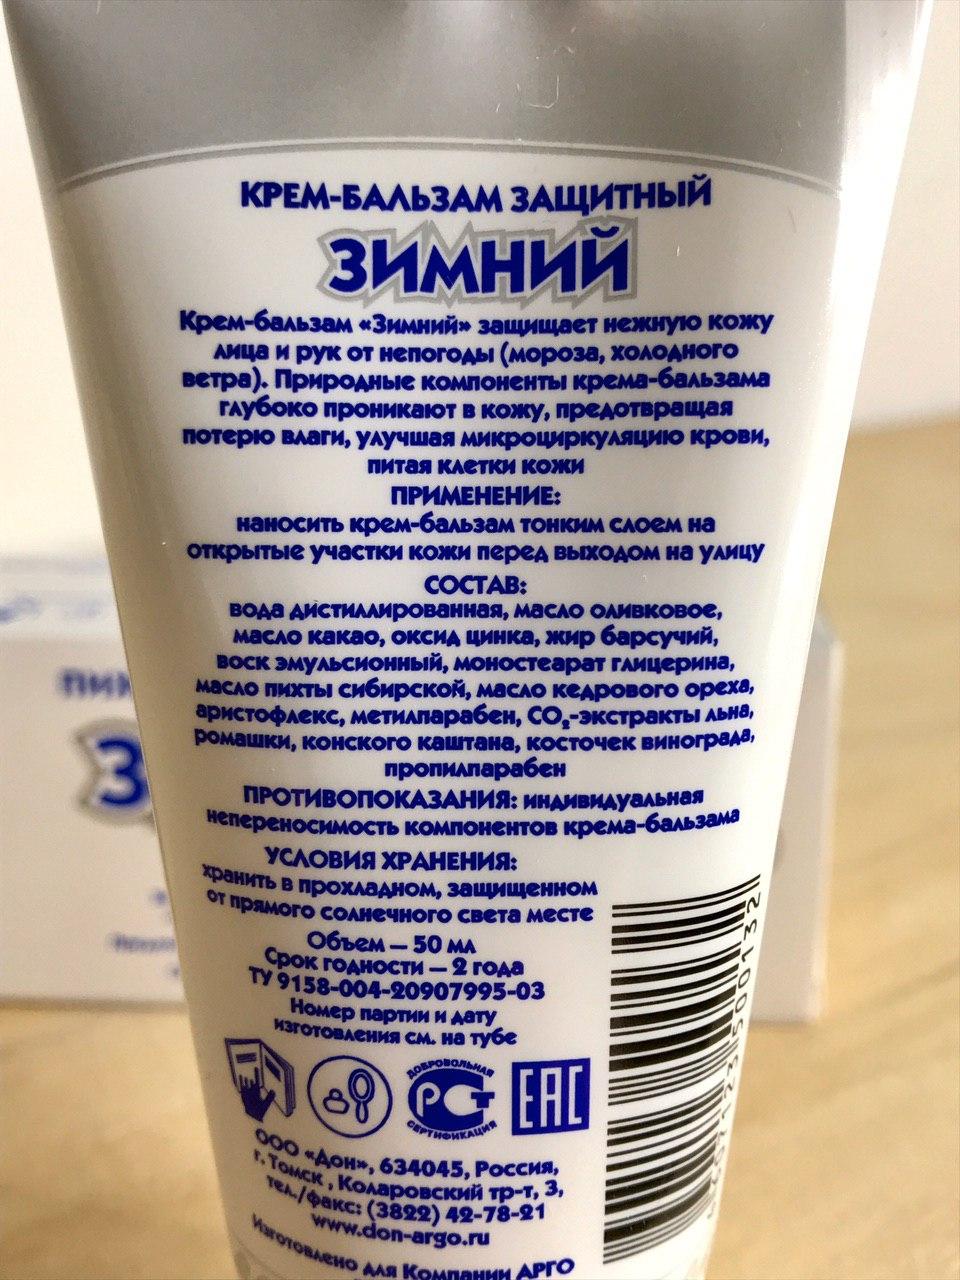 КРЕМ-БАЛЬЗАМ ЗАЩИТНЫЙ
ЗИМНИЙ
Крем-бальзам «Зимний» защищает нежную кожу
лица и рук от непогоды (мороза, холодного
ветра). Природные компоненты крема-бальзама
глубоко проникают в кожу, предотвращая
потерю влаги, улучшая микроциркуляцию крови,
питая клетки кожи
ПРИМЕНЕНИЕ:
наносить крем-бальзам тонким слоем на
открытые участки кожи перед выходом на улицу
СОСТАВ:
вода дистиллированная, масло оливковое,
масло какао, оксид цинка, жир барсучий,
воск эмульсионный, моностеарат глицерина,
масло пихты сибирской, масло кедрового ореха,
аристофлекс, метилпарабен, CO₂-экстракты льна,
ромашки, конского каштана, косточек винограда,
пропилпарабен
ПРОТИВОПОКАЗАНИЯ: индивидуальная
непереносимость компонентов крема-бальзама
УСЛОВИЯ ХРАНЕНИЯ:
хранить в прохладном, защищенном
от прямого солнечного света месте
Объем — 50 мл
Срок годности — 2 года
ТУ 9158-004-20907995-03
Номер партии и дату
изготовления см. на тубе
ДОБРОВОЛЬНАЯ
РСТ
СЕРТИФИКАЦИЯ
ЕАС
ООО «Дон», 634045, Россия,
г. Томск , Коларовский тр-т, 3,
тел./факс: (3822) 42-78-21
www.don-argo.ru
Изготовлено для Компании АРГО